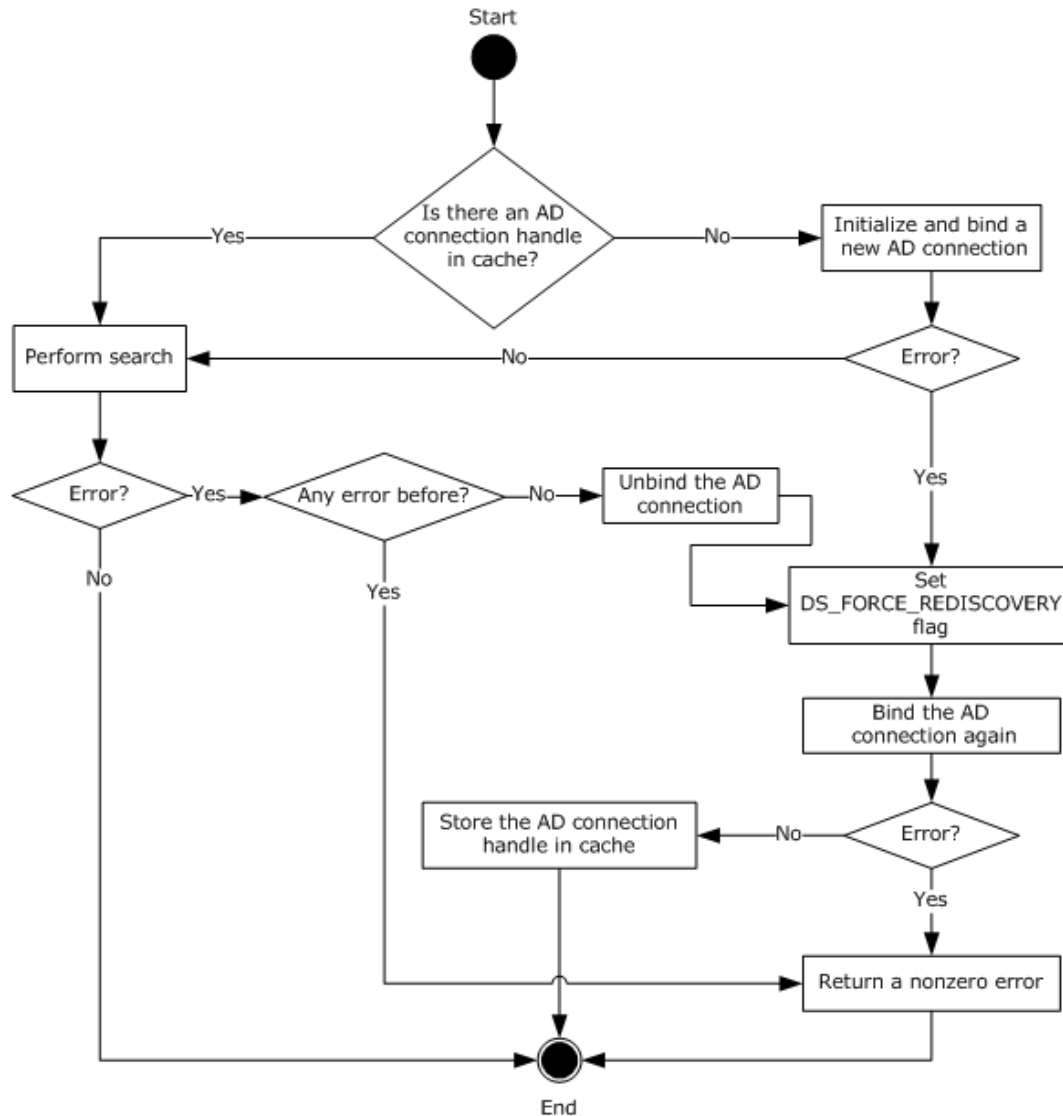 Start
Is there an AD
connection handle
in cache?
Yes
No
Initialize and bind a
new AD connection
Perform search
No
Error?
Error?
Yes
Any error before?
No
Unbind the AD
connection
Yes
No
Yes
Set
DS_FORCE_REDISCOVERY
flag
Bind the AD
connection again
Store the AD connection
handle in cache
No
Error?
Yes
Return a nonzero error
End